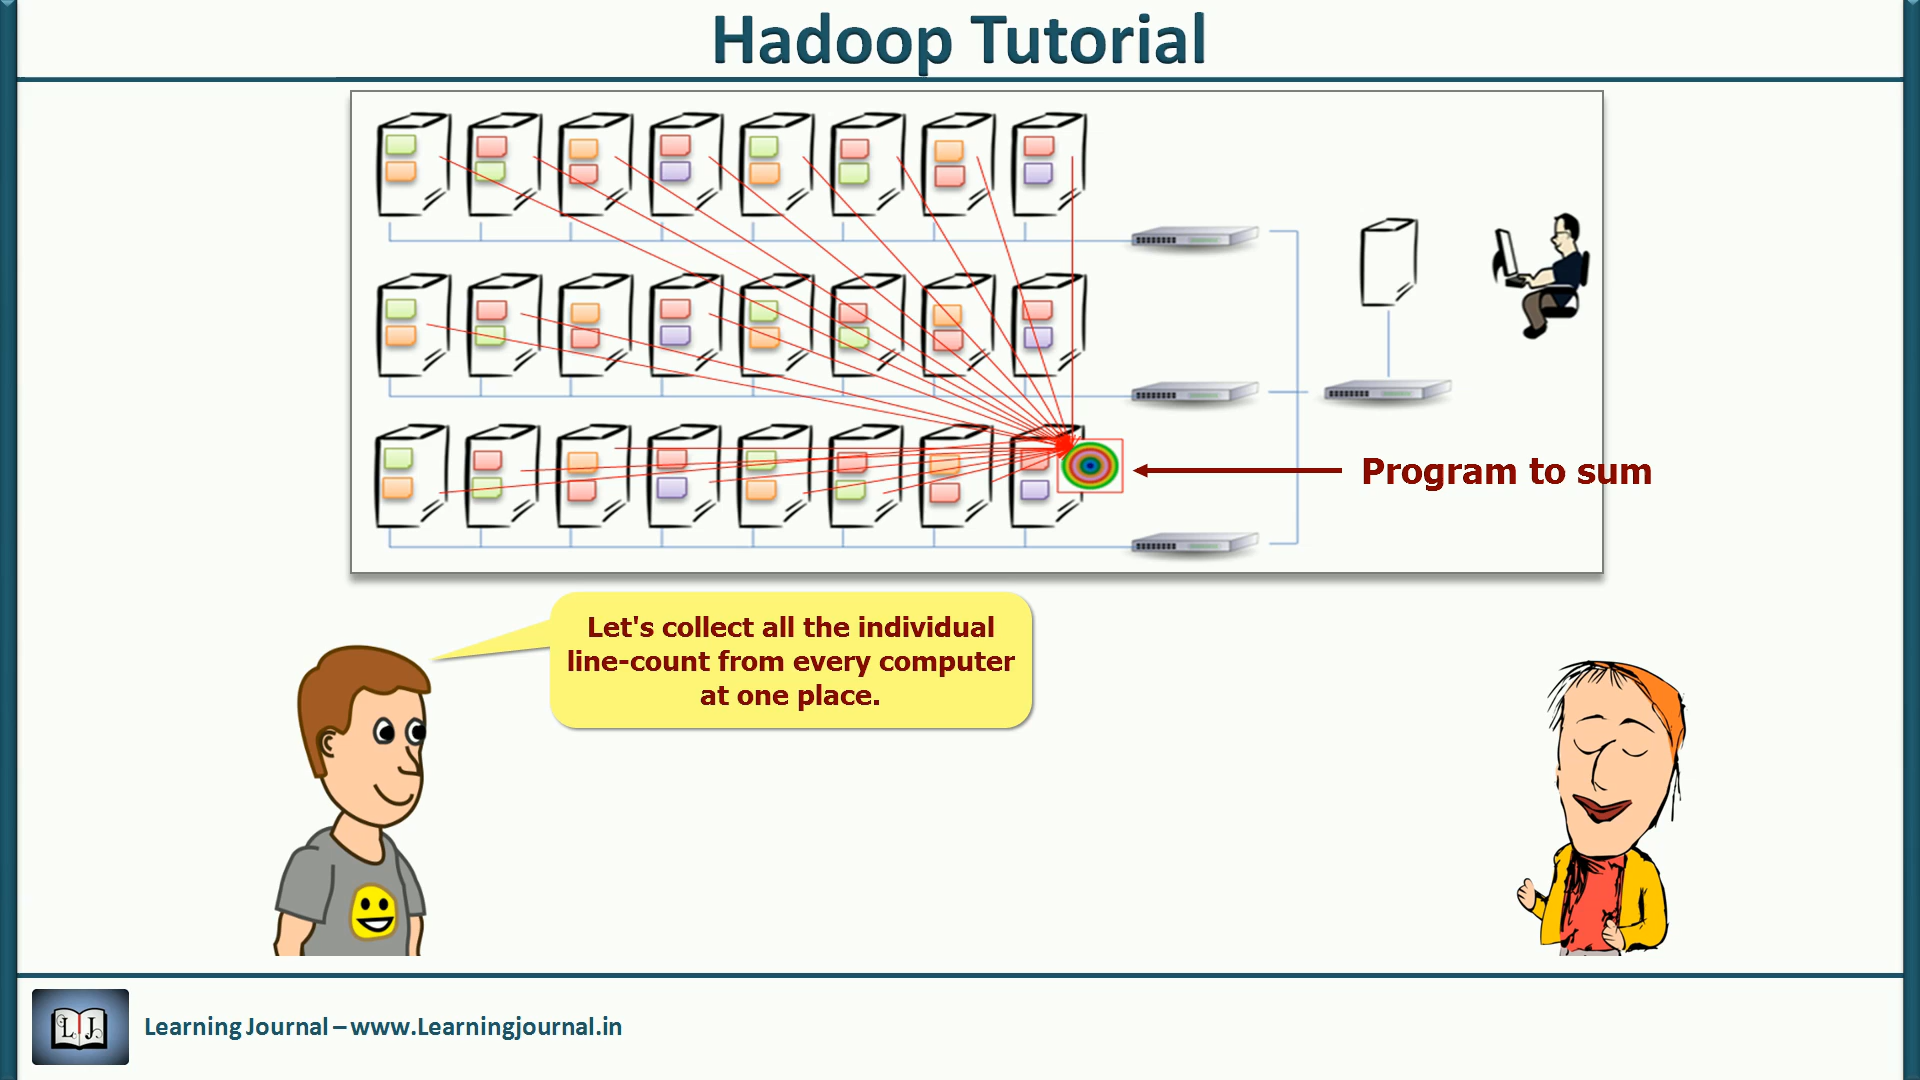 Hadoop Tutorial
Program to sum
Let's collect all the individual
line-count from every computer
at one place.
L J
Learning Journal – www.Learningjournal.in